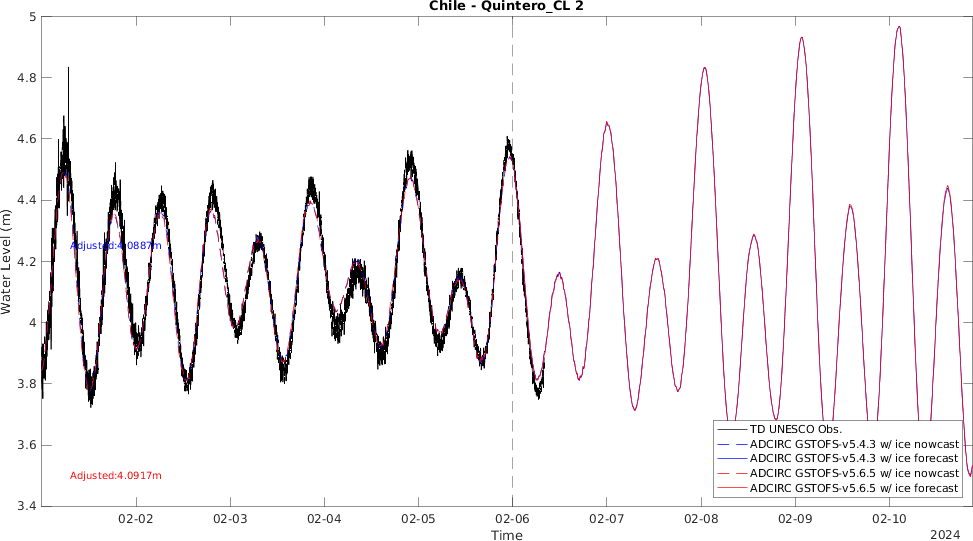 Chile - Quintero_CL 2
5
4.8
4.6
4.4
4.2
4
3.8
3.6
3.4
Water Level (m)
Adjusted:4.0887m
Adjusted:4.0917m
TD UNESCO Obs.
ADCIRC GSTOFS-v5.4.3 w/ ice nowcast
ADCIRC GSTOFS-v5.4.3 w/ ice forecast
ADCIRC GSTOFS-v5.6.5 w/ ice nowcast
ADCIRC GSTOFS-v5.6.5 w/ ice forecast
02-02 02-03 02-04 02-05 02-06 02-07 02-08 02-09 02-10
Time
2024